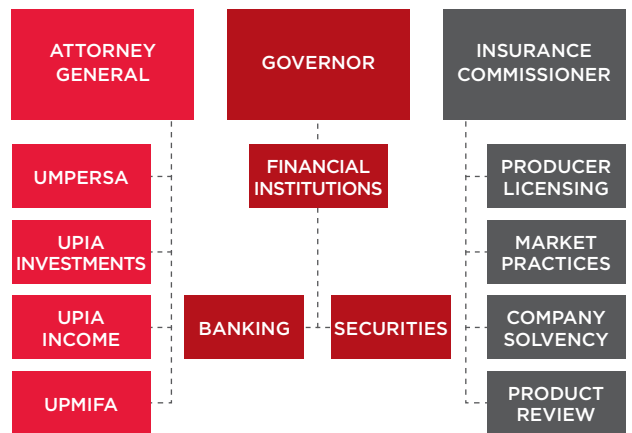 ATTORNEY
GENERAL
GOVERNOR
INSURANCE
COMMISSIONER
UMPERSA
UPIA
INVESTMENTS
UPIA
INCOME
UPMIFA
FINANCIAL
INSTITUTIONS
BANKING
SECURITIES
PRODUCER
LICENSING
MARKET
PRACTICES
COMPANY
SOLVENCY
PRODUCT
REVIEW